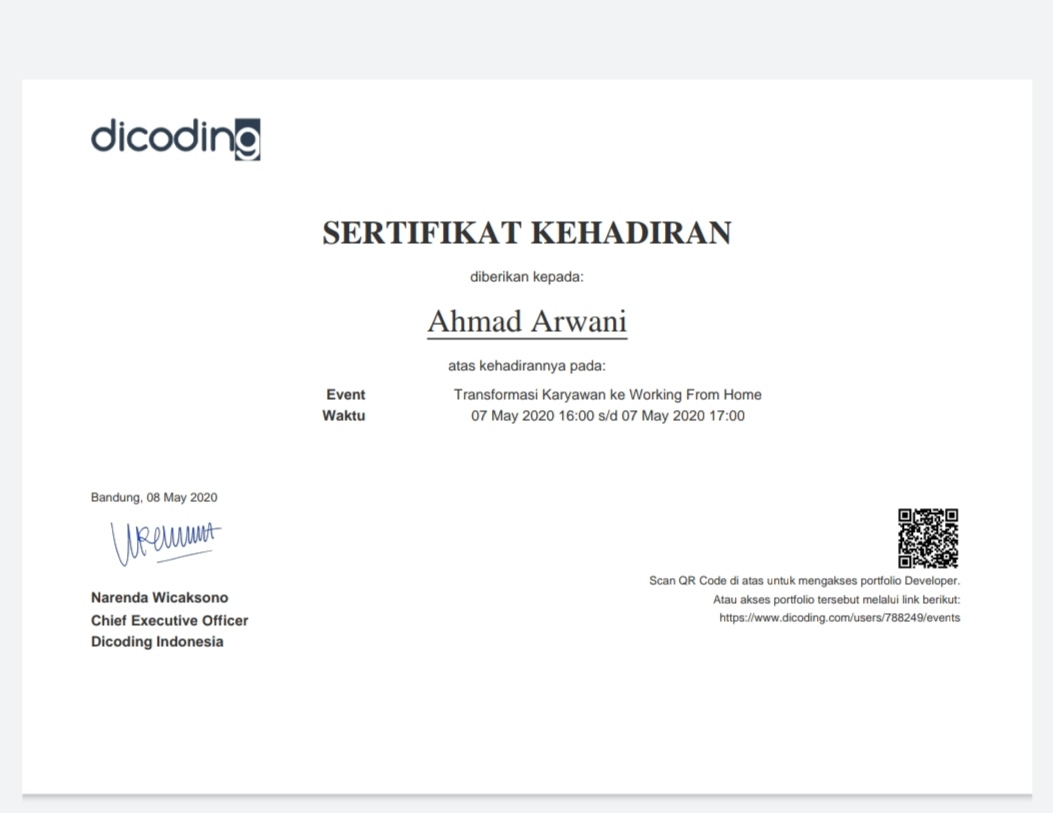 dicoding
SERTIFIKAT KEHADIRAN
diberikan kepada:
Ahmad Arwani
atas kehadirannya pada:
Event Transformasi Karyawan ke Working From Home
Waktu 07 May 2020 16:00 s/d 07 May 2020 17:00
Bandung, 08 May 2020
Narenda Wicaksono
Chief Executive Officer
Dicoding Indonesia
Scan QR Code di atas untuk mengakses portfolio Developer.
Atau akses portfolio tersebut melalui link berikut:
https://www.dicoding.com/users/788249/events